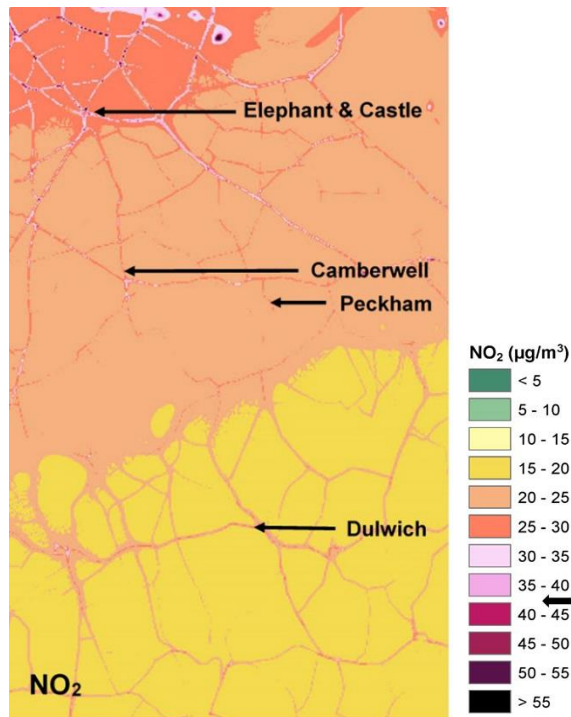 Elephant & Castle
Camberwell
Peckham
Dulwich
NO₂
NO₂ (µg/m³)
< 5
5 - 10
10 - 15
15 - 20
20 - 25
25 - 30
30 - 35
35 - 40
40 - 45
45 - 50
50 - 55
> 55